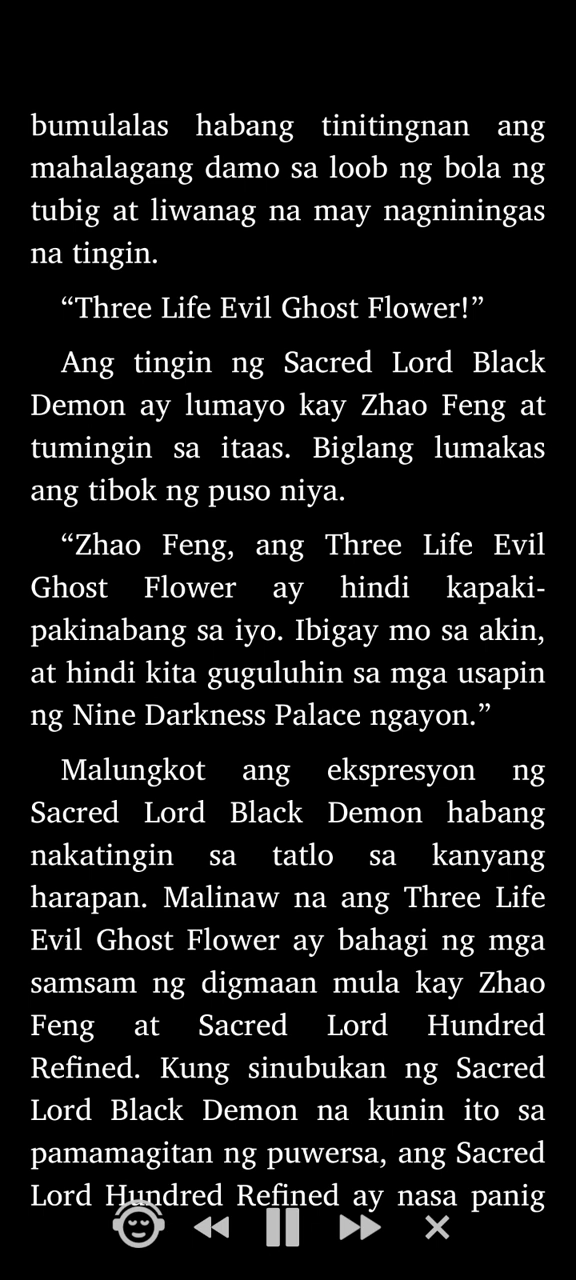 bumulalas habang tinitingnan ang
mahalagang damo sa loob ng bola ng
tubig at liwanag na may nagniningas
na tingin.
“Three Life Evil Ghost Flower!”
Ang tingin ng Sacred Lord Black
Demon ay lumayo kay Zhao Feng at
tumingin sa itaas. Biglang lumakas
ang tibok ng puso niya.
“Zhao Feng, ang Three Life Evil
Ghost Flower ay hindi kapaki-
pakinabang sa iyo. Ibigay mo sa akin,
at hindi kita guguluhin sa mga usapin
ng Nine Darkness Palace ngayon.”
Malungkot ang ekspresyon ng
Sacred Lord Black Demon habang
nakatingin sa tatlo sa kanyang
harapan. Malinaw na ang Three Life
Evil Ghost Flower ay bahagi ng mga
samsam ng digmaan mula kay Zhao
Feng at Sacred Lord Hundred
Refined. Kung sinubukan ng Sacred
Lord Black Demon na kunin ito sa
pamamagitan ng puwersa, ang Sacred
Lord Hundred Refined ay nasa panig